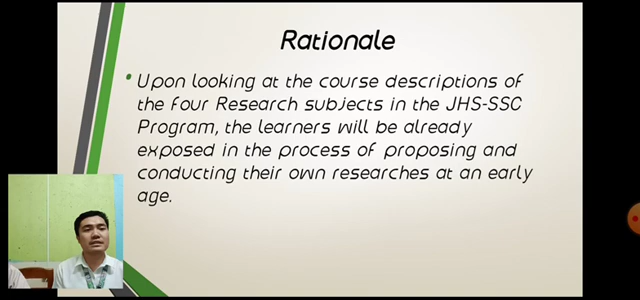 Rationale
• Upon looking at the course descriptions of
the Four Research subjects in the JHS-SSC
Program, the learners will be already
exposed in the process of proposing and
conducting their own researches at an early
age.